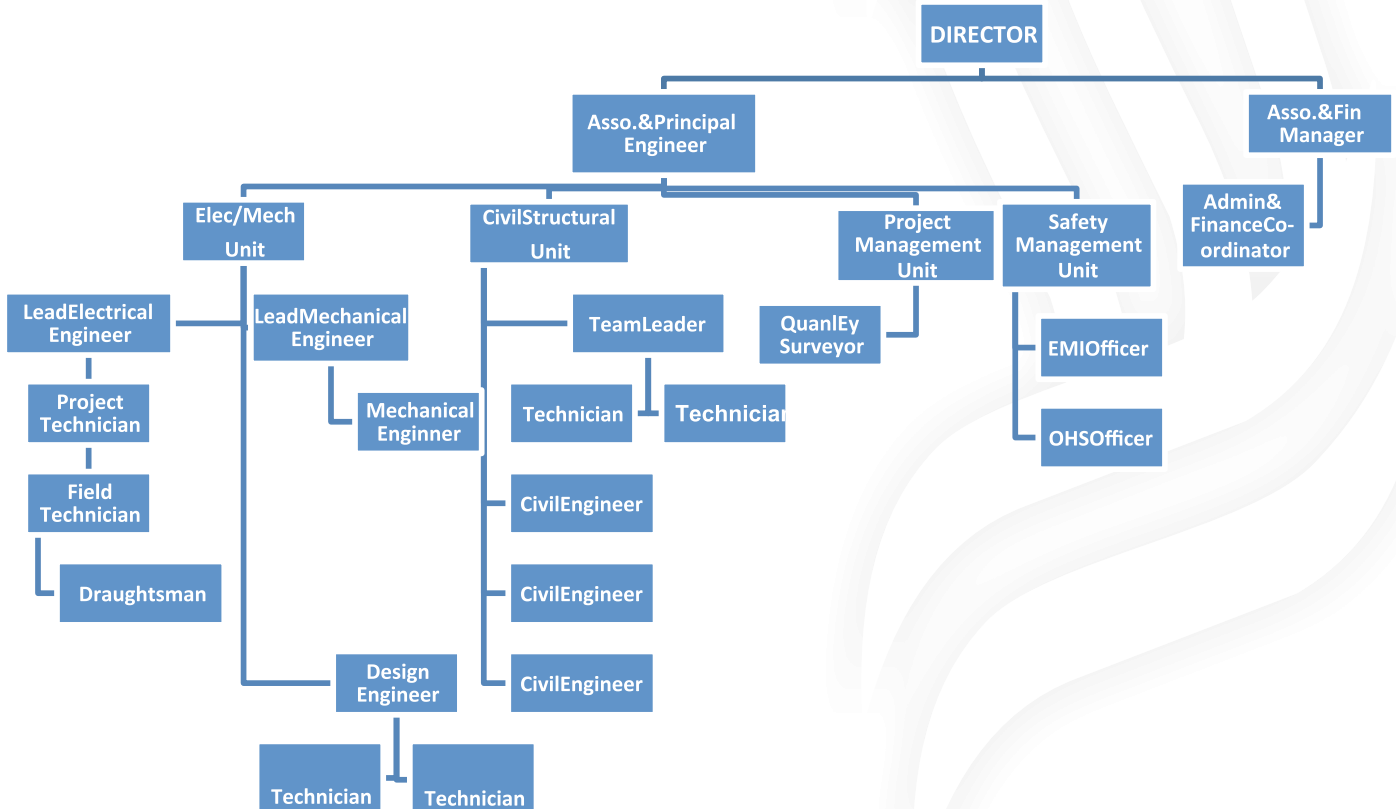 DIRECTOR
Asso.&Principal
Engineer
Asso.&Fin
Manager
Elec/Mech
Unit
CivilStructural
Unit
Project
Management
Unit
Safety
Management
Unit
Admin&
FinanceCo-
ordinator
LeadElectrical
Engineer
LeadMechanical
Engineer
TeamLeader
QuanlEy
Surveyor
EMIOfficer
Project
Technician
Mechanical
Enginner
Technician
Technician
OHSOfficer
Field
Technician
CivilEngineer
Draughtsman
CivilEngineer
Design
Engineer
CivilEngineer
Technician
Technician